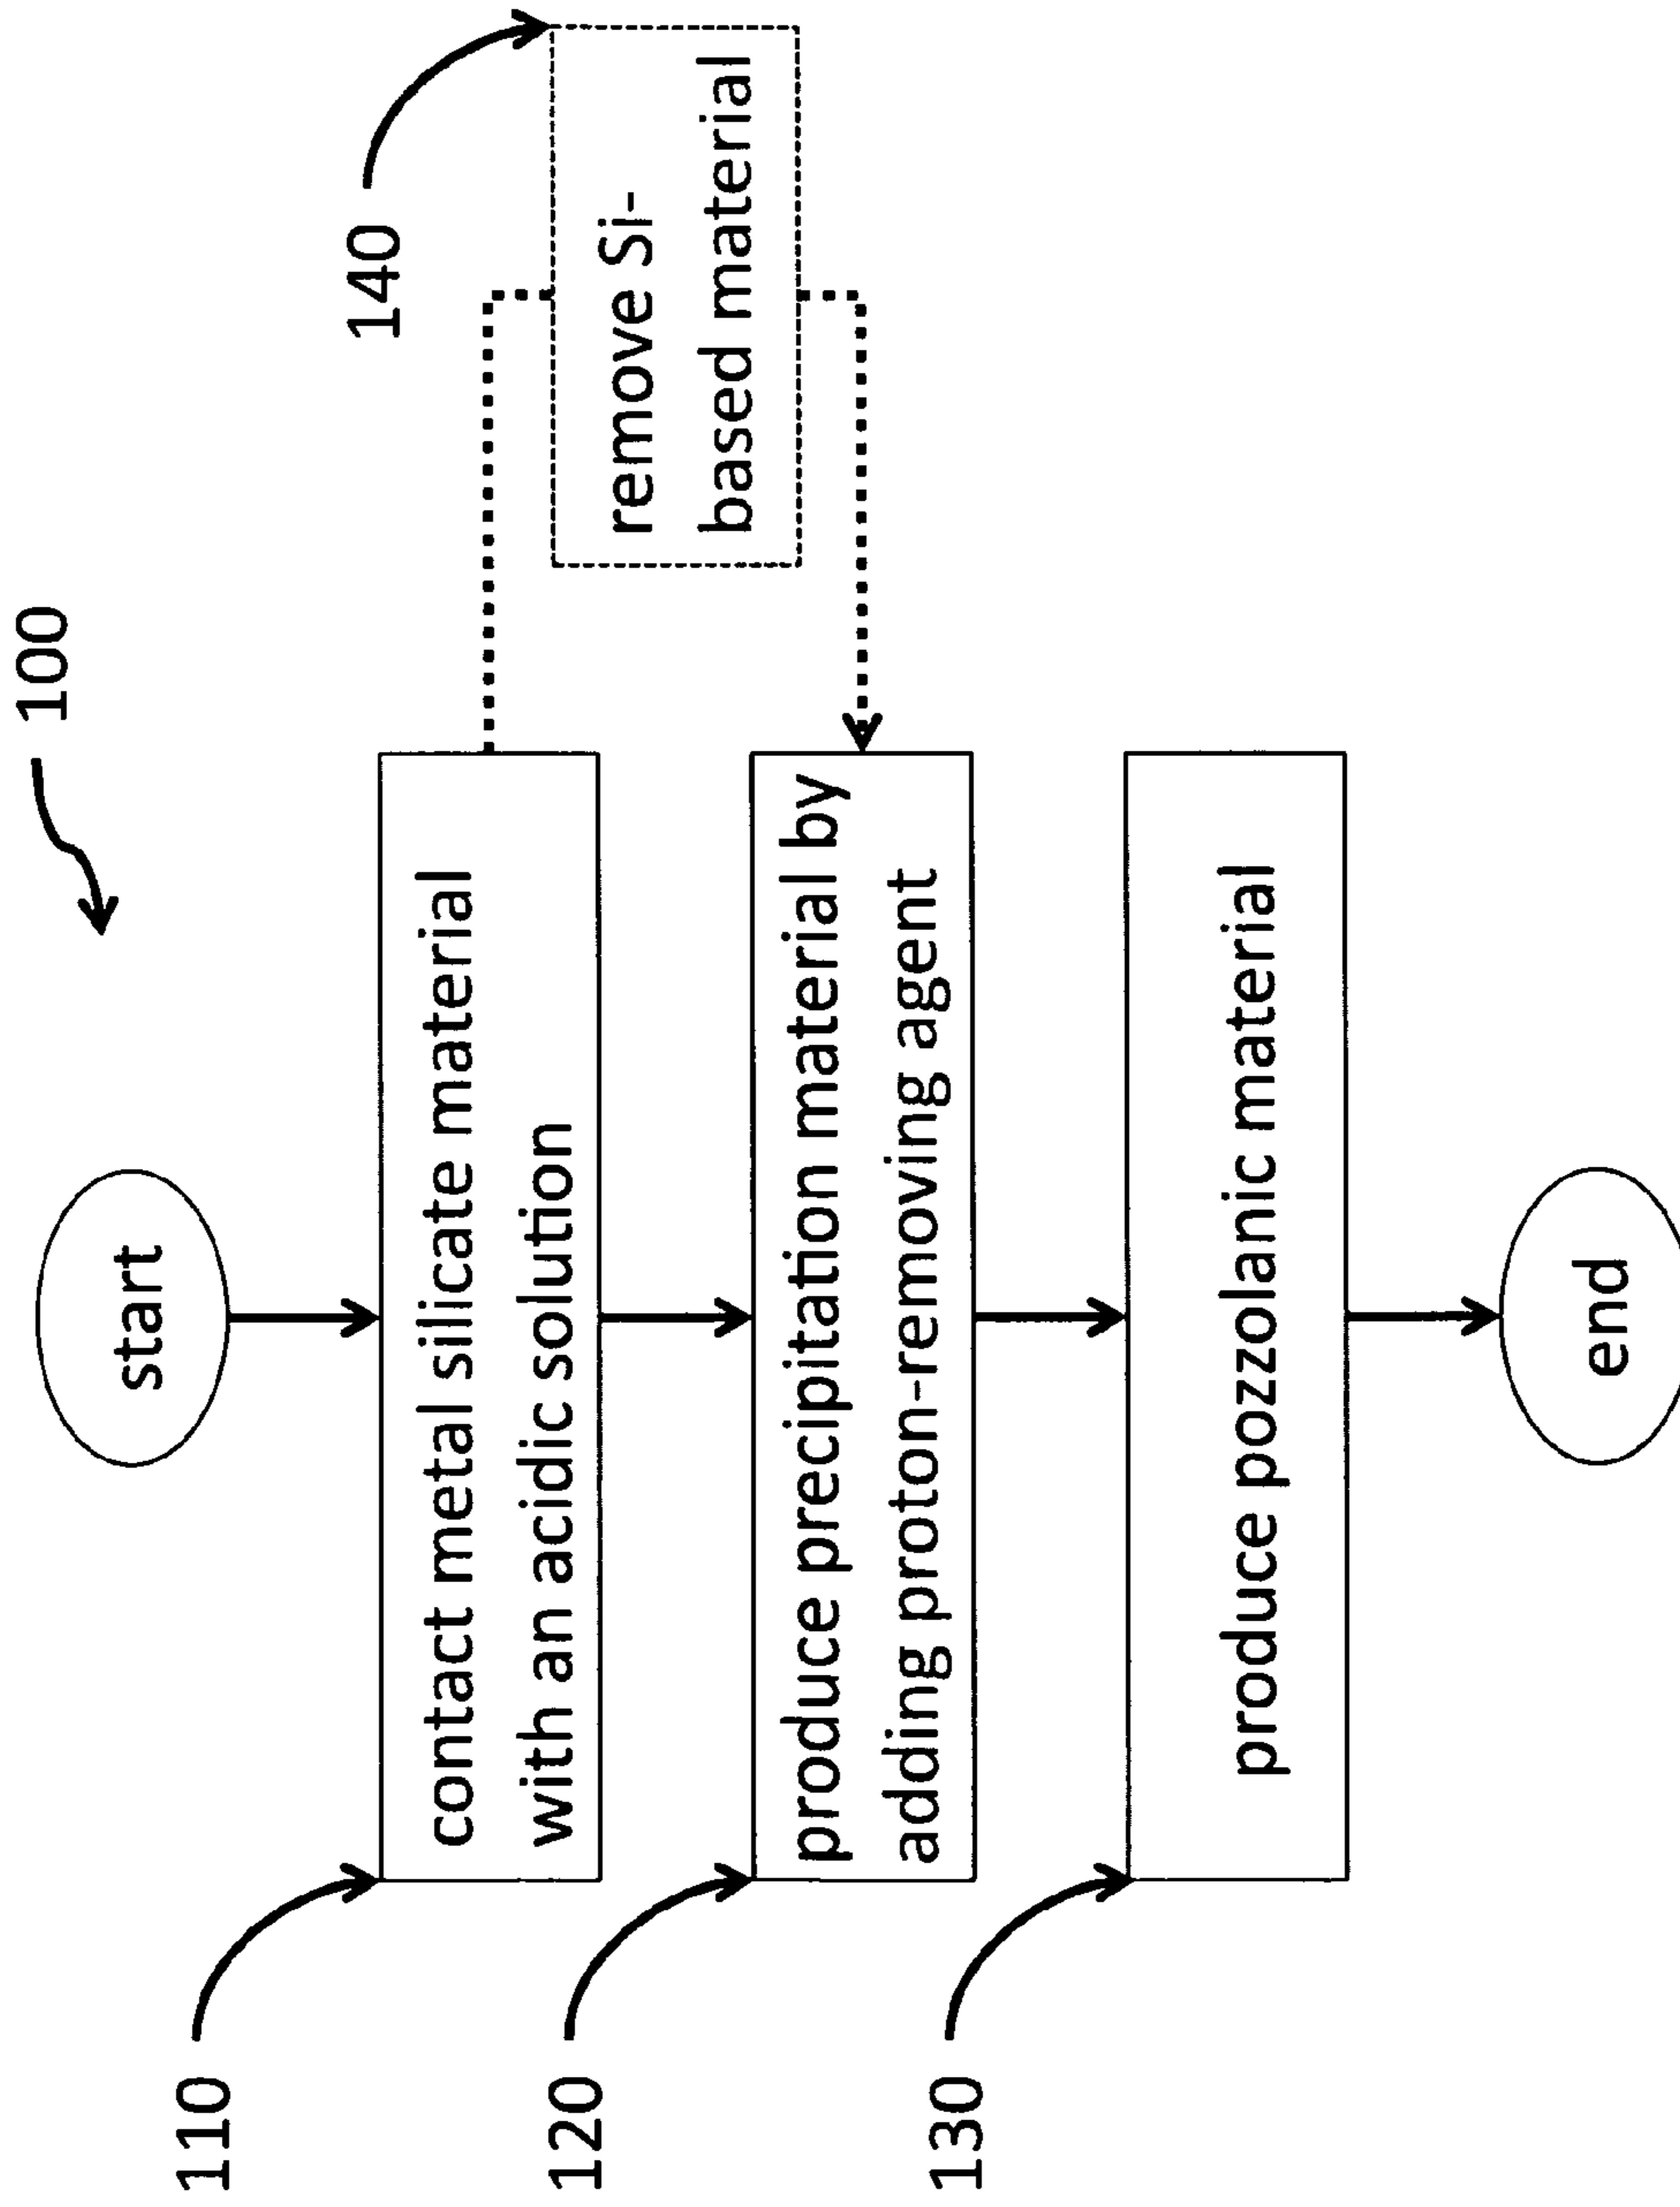 100
start
110
contact metal silicate material
with an acidic solution
140
remove Si-
based material
120
produce precipitation material by
adding proton-removing agent
130
produce pozzolanic material
end